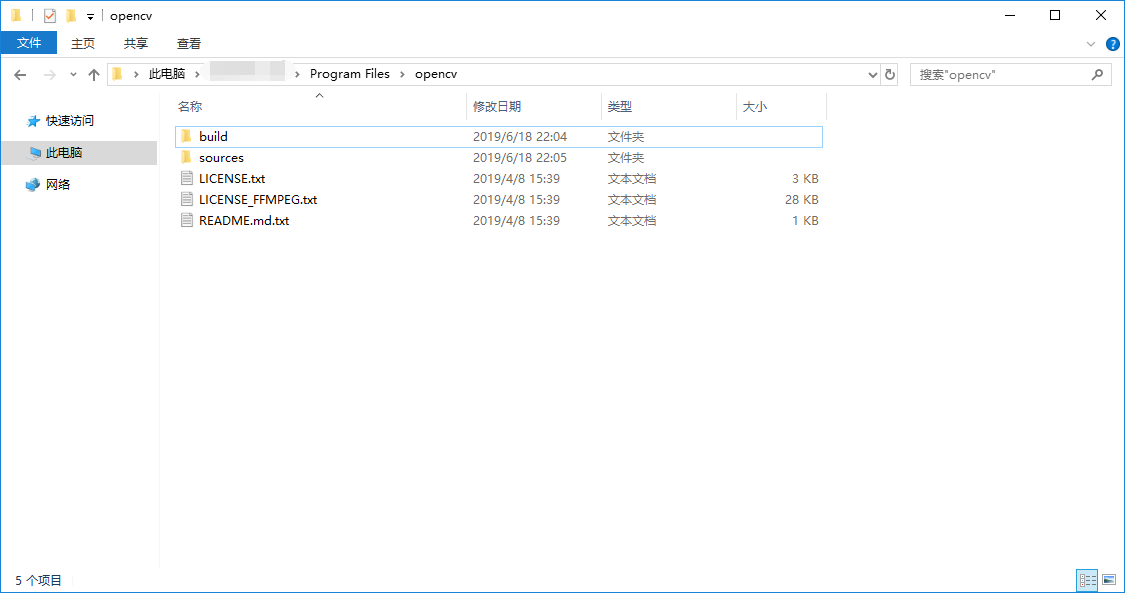 opencv
文件 主页 共享 查看
此电脑 Program Files opencv 搜索"opencv"
名称 修改日期 类型 大小
快速访问
此电脑
网络
build 2019/6/18 22:04 文件夹
sources 2019/6/18 22:05 文件夹
LICENSE.txt 2019/4/8 15:39 文本文档 3 KB
LICENSE_FFMPEG.txt 2019/4/8 15:39 文本文档 28 KB
README.md.txt 2019/4/8 15:39 文本文档 1 KB
5 个项目